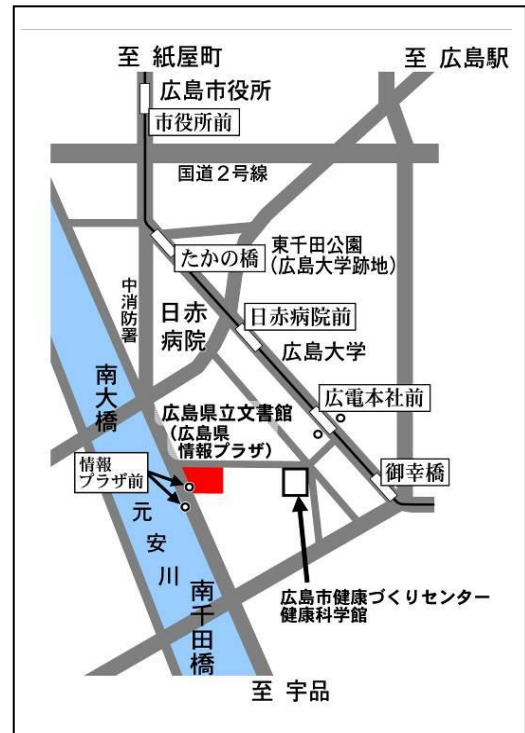 至 紙屋町
至 広島駅
広島市役所
市役所前
国道2号線
たかの橋
東千田公園
(広島大学跡地)
中消防署
日赤
病院
日赤病院前
広島大学
南大橋
広島県立文書館
(広島県
情報プラザ)
広電本社前
情報
プラザ前
御幸橋
元安川
広島市健康づくりセンター
健康科学館
南千田橋
至 宇品